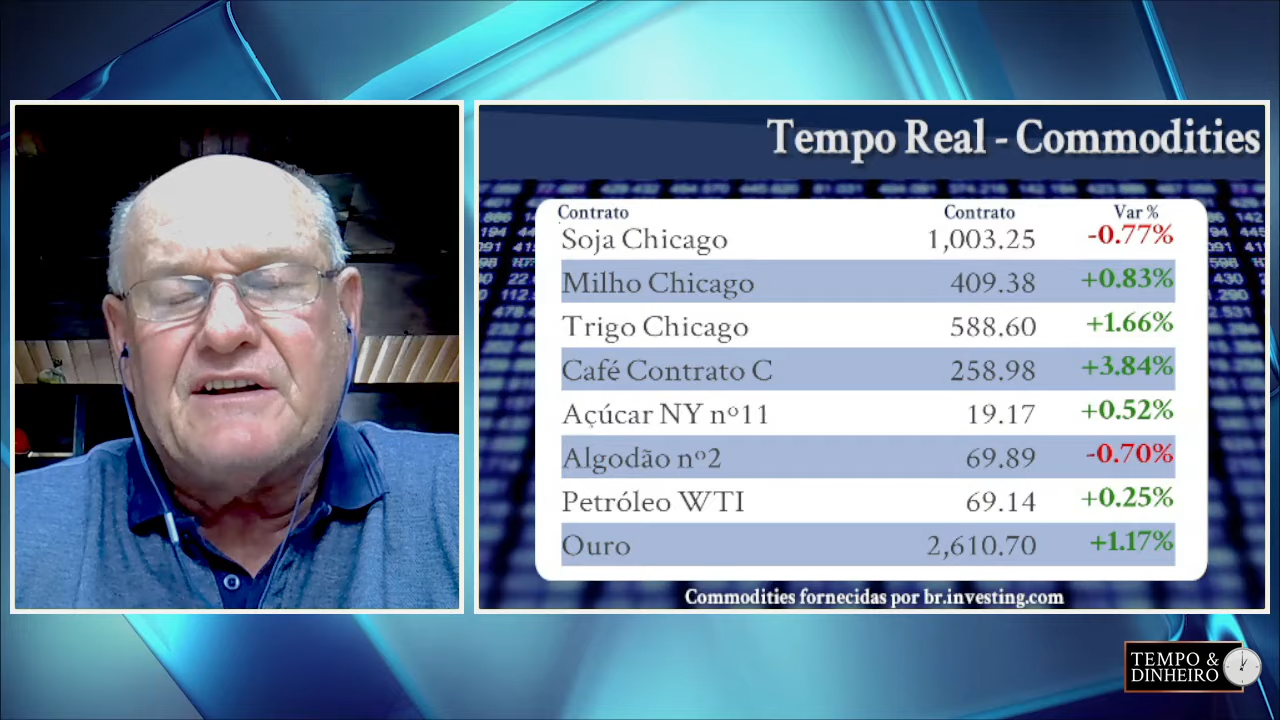 Tempo Real - Commodities
Contrato Contrato Var %
Soja Chicago 1,003.25 -0.77%
Milho Chicago 409.38 +0.83%
Trigo Chicago 588.60 +1.66%
Café Contrato C 258.98 +3.84%
Açúcar NY nº11 19.17 +0.52%
Algodão nº2 69.89 -0.70%
Petróleo WTI 69.14 +0.25%
Ouro 2,610.70 +1.17%
Commodities fornecidas por br.investing.com
TEMPO &
DINHEIRO